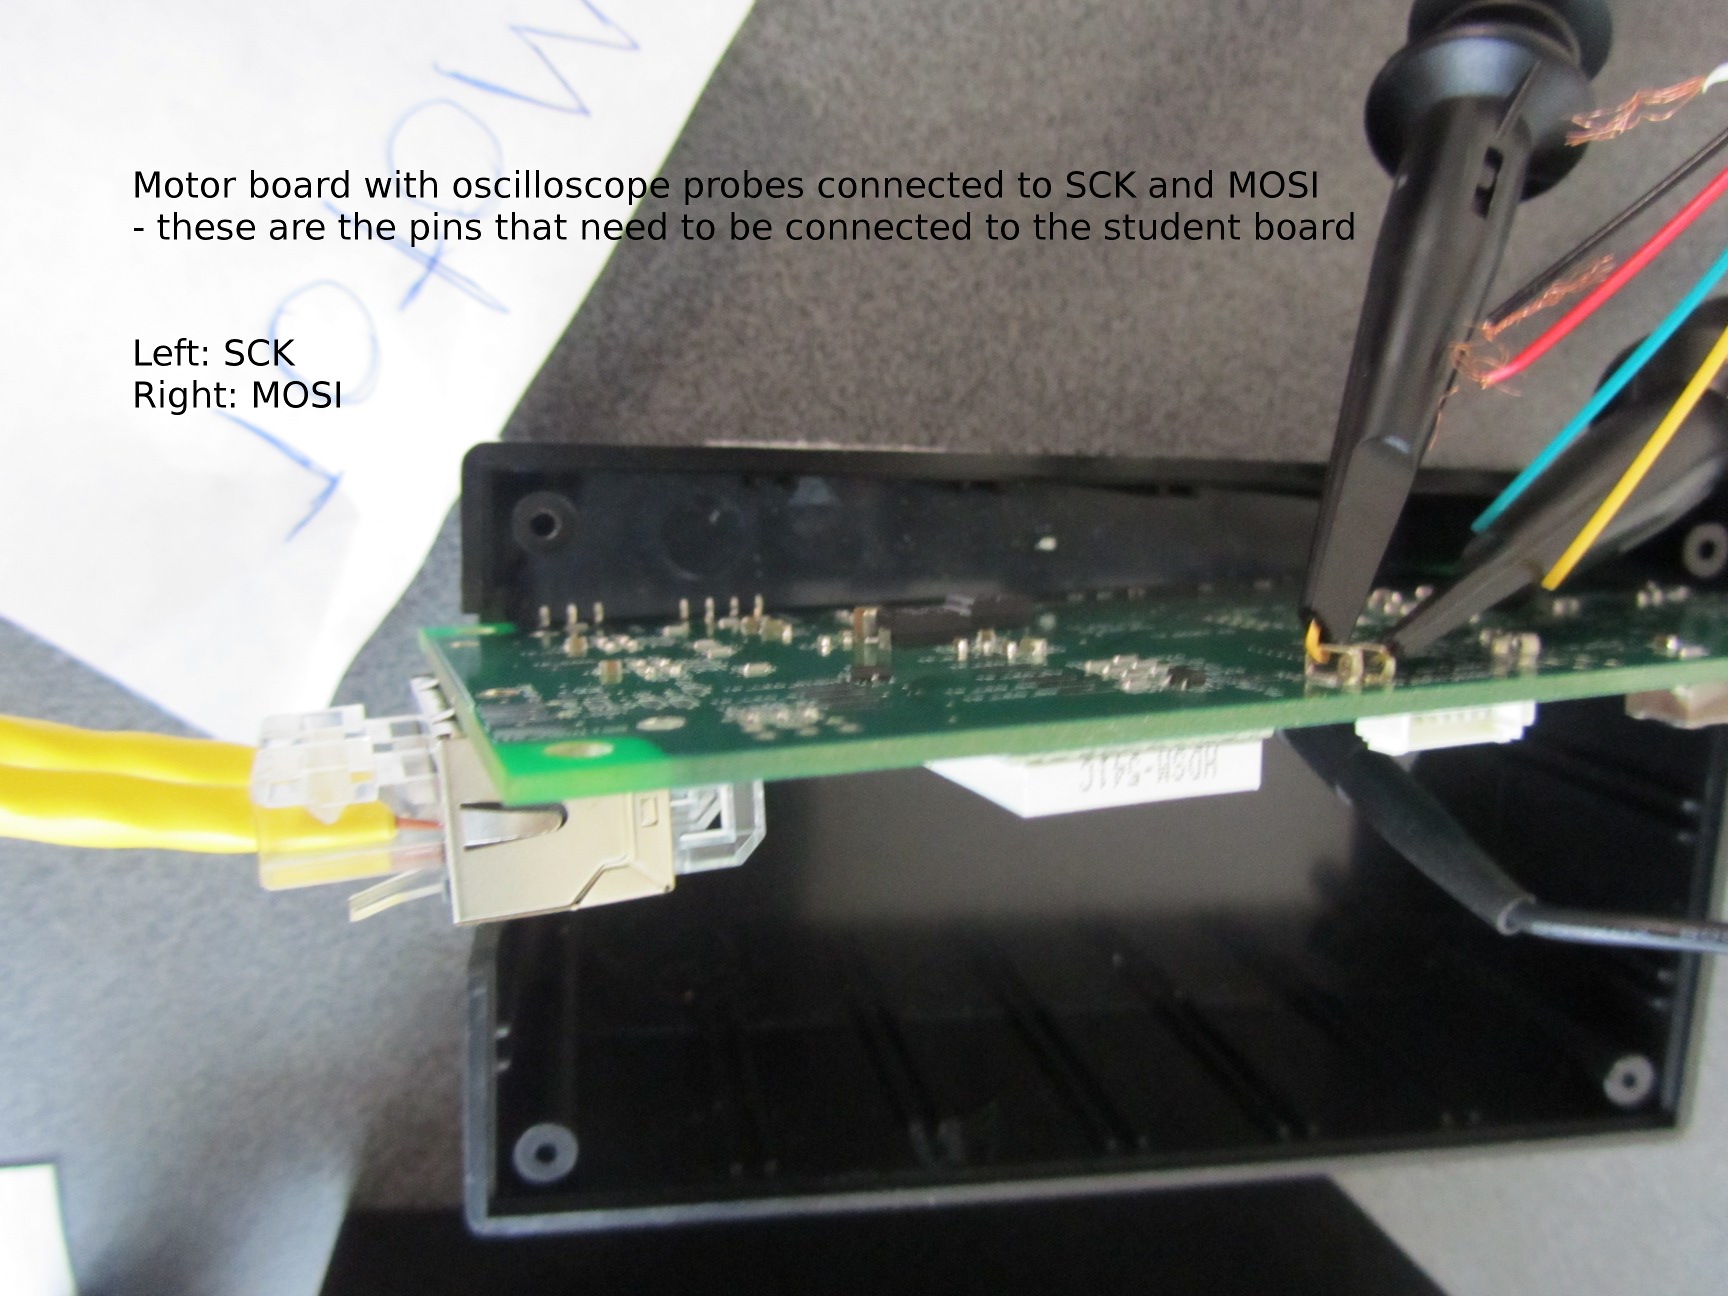 Motor board with oscilloscope probes connected to SCK and MOSI
- these are the pins that need to be connected to the student board
Left: SCK
Right: MOSI
HDSM-541C